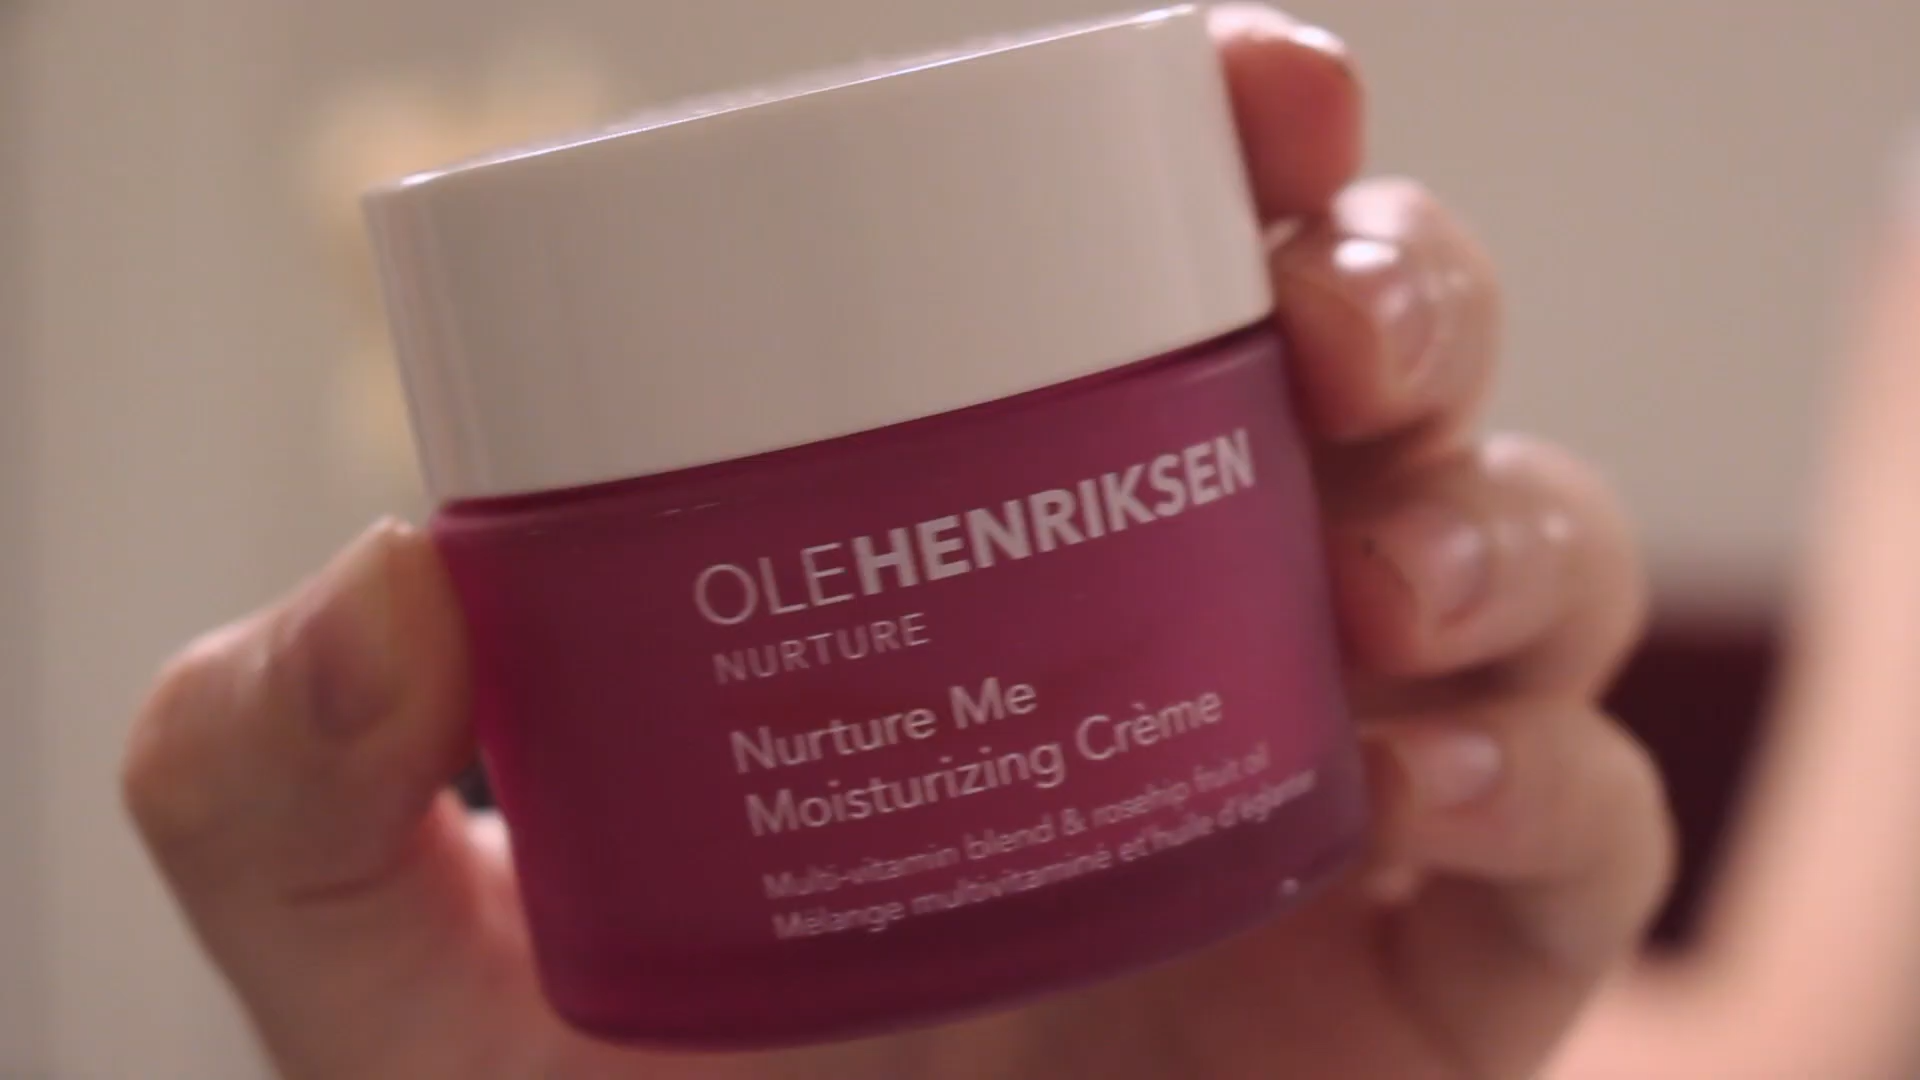 OLEHENRIKSEN
NURTURE
Nurture Me
Moisturizing Crème
Multi-vitamin blend & rosehip fruit oil
Mélange multivitaminé et huile d'églantier